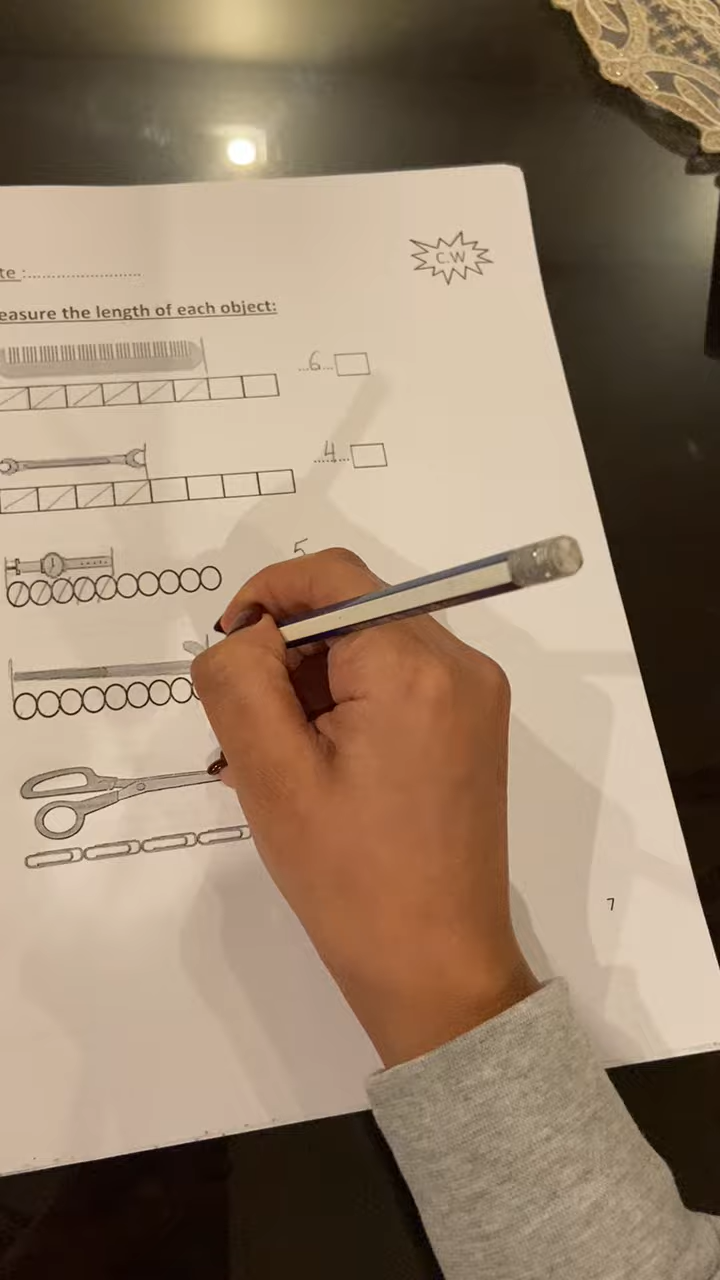 C.W
te :........................
easure the length of each object:
...6...
....4....
5
7